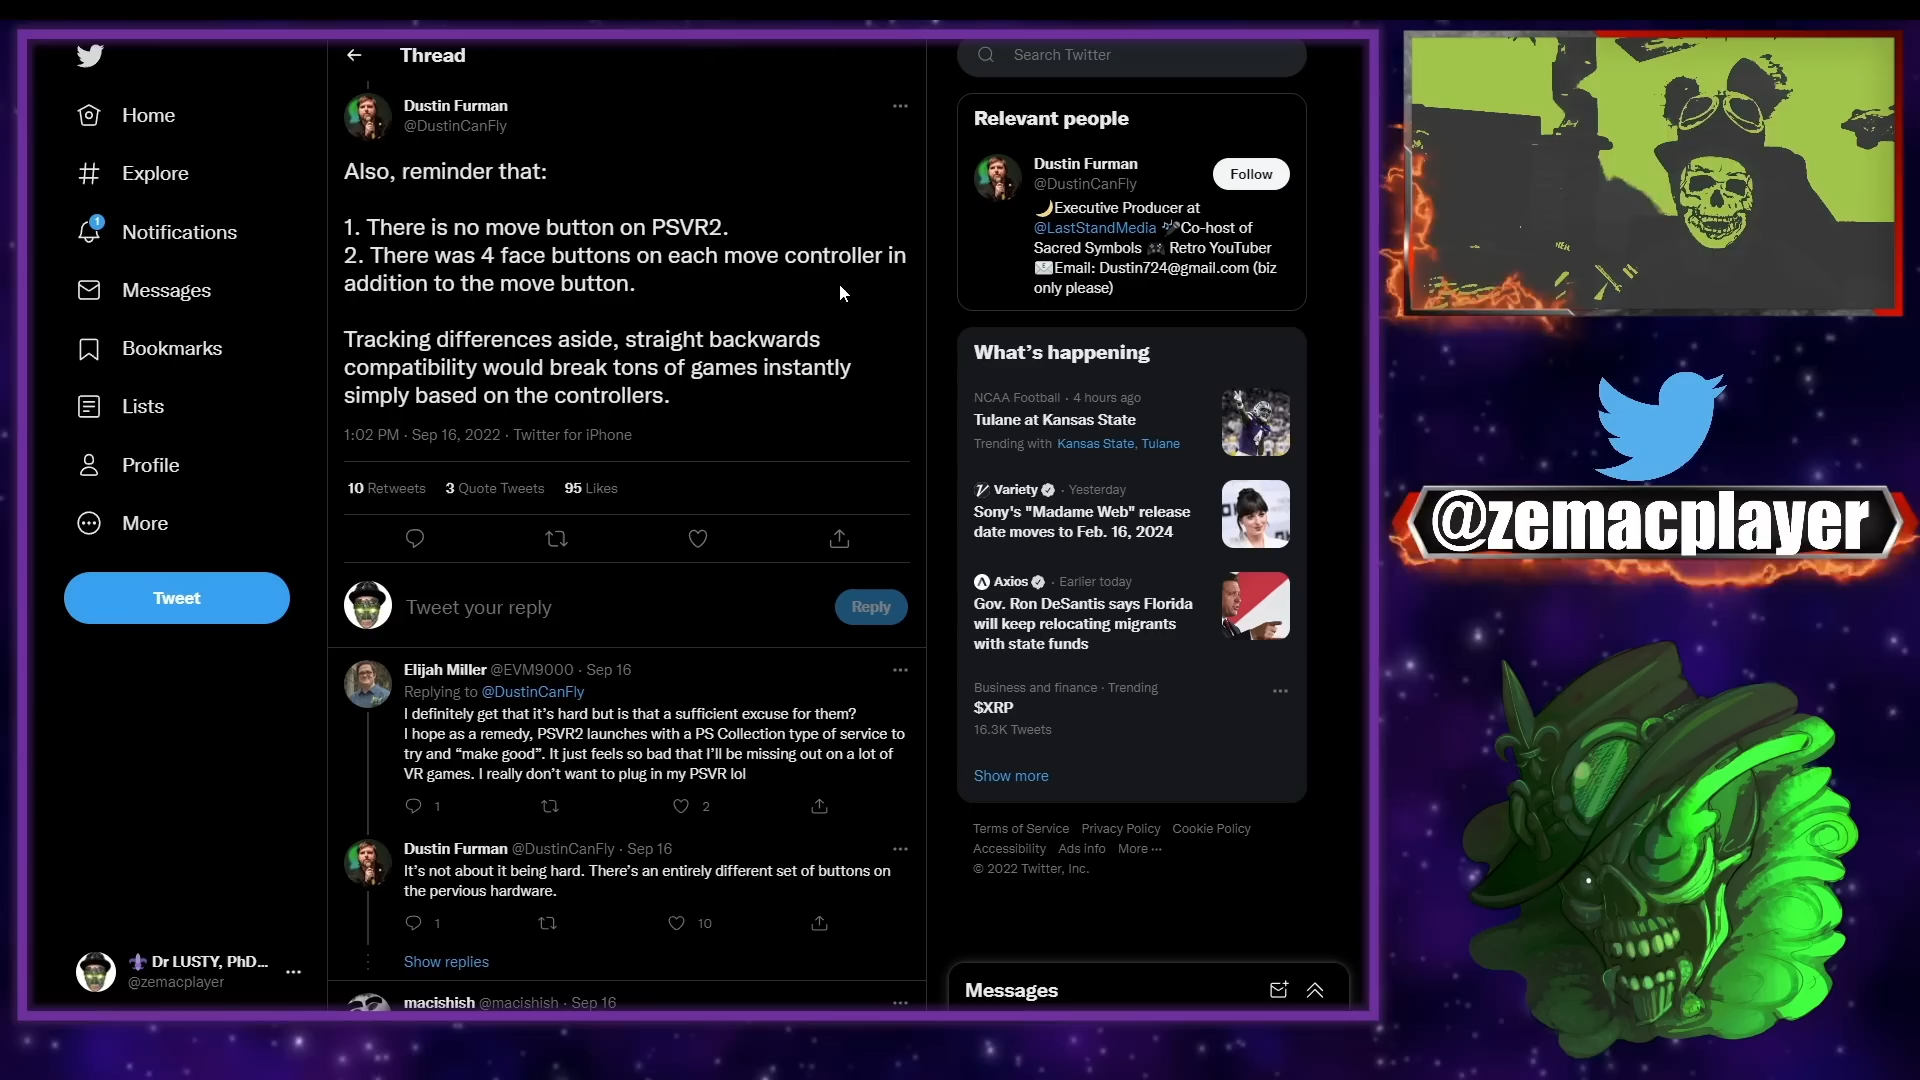 Home
Explore
1
Notifications
Messages
Bookmarks
Lists
Profile
More
Tweet
Dr LUSTY, PhD...
@zemacplayer
Thread
Dustin Furman
@DustinCanFly
Also, reminder that:
1. There is no move button on PSVR2.
2. There was 4 face buttons on each move controller in
addition to the move button.
Tracking differences aside, straight backwards
compatibility would break tons of games instantly
simply based on the controllers.
1:02 PM · Sep 16, 2022 · Twitter for iPhone
10 Retweets 3 Quote Tweets 95 Likes
Tweet your reply
Reply
Elijah Miller @EVM9000 · Sep 16
Replying to @DustinCanFly
I definitely get that it's hard but is that a sufficient excuse for them?
I hope as a remedy, PSVR2 launches with a PS Collection type of service to
try and “make good”. It just feels so bad that I'll be missing out on a lot of
VR games. I really don't want to plug in my PSVR lol
1 2
Dustin Furman @DustinCanFly · Sep 16
It's not about it being hard. There's an entirely different set of buttons on
the pervious hardware.
1 10
Show replies
macishish @macishish · Sep 16
Search Twitter
Relevant people
Dustin Furman
@DustinCanFly
Follow
Executive Producer at
@LastStandMedia Co-host of
Sacred Symbols Retro YouTuber
Email: Dustin724@gmail.com (biz
only please)
What's happening
NCAA Football · 4 hours ago
Tulane at Kansas State
Trending with Kansas State, Tulane
Variety · Yesterday
Sony's "Madame Web" release
date moves to Feb. 16, 2024
Axios · Earlier today
Gov. Ron DeSantis says Florida
will keep relocating migrants
with state funds
Business and finance · Trending
$XRP
16.3K Tweets
Show more
Terms of Service Privacy Policy Cookie Policy
Accessibility Ads info More ···
© 2022 Twitter, Inc.
Messages
@zemacplayer